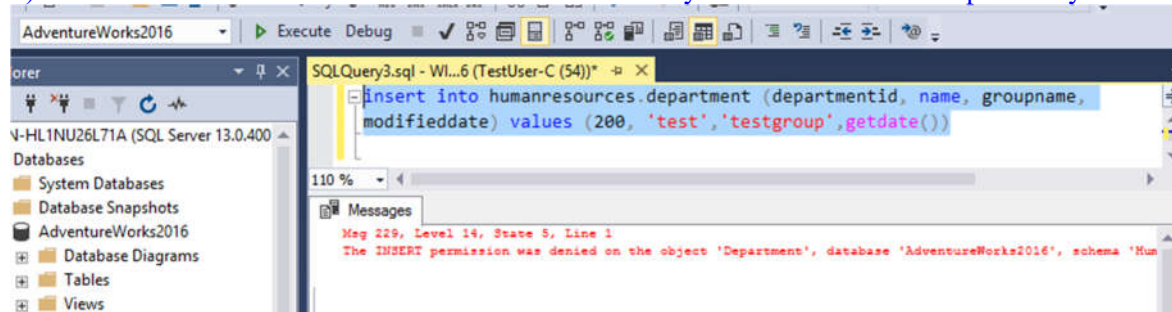 AdventureWorks2016 Execute Debug
orer SQLQuery3.sql - WI...6 (TestUser-C (54))*
insert into humanresources.department (departmentid, name, groupname,
modifieddate) values (200, 'test','testgroup',getdate())
N-HL1NU26L71A (SQL Server 13.0.400
Databases
System Databases
110 %
Database Snapshots
Messages
AdventureWorks2016
Msg 229, Level 14, State 5, Line 1
The INSERT permission was denied on the object 'Department', database 'AdventureWorks2016', schema 'Hum
Database Diagrams
Tables
Views